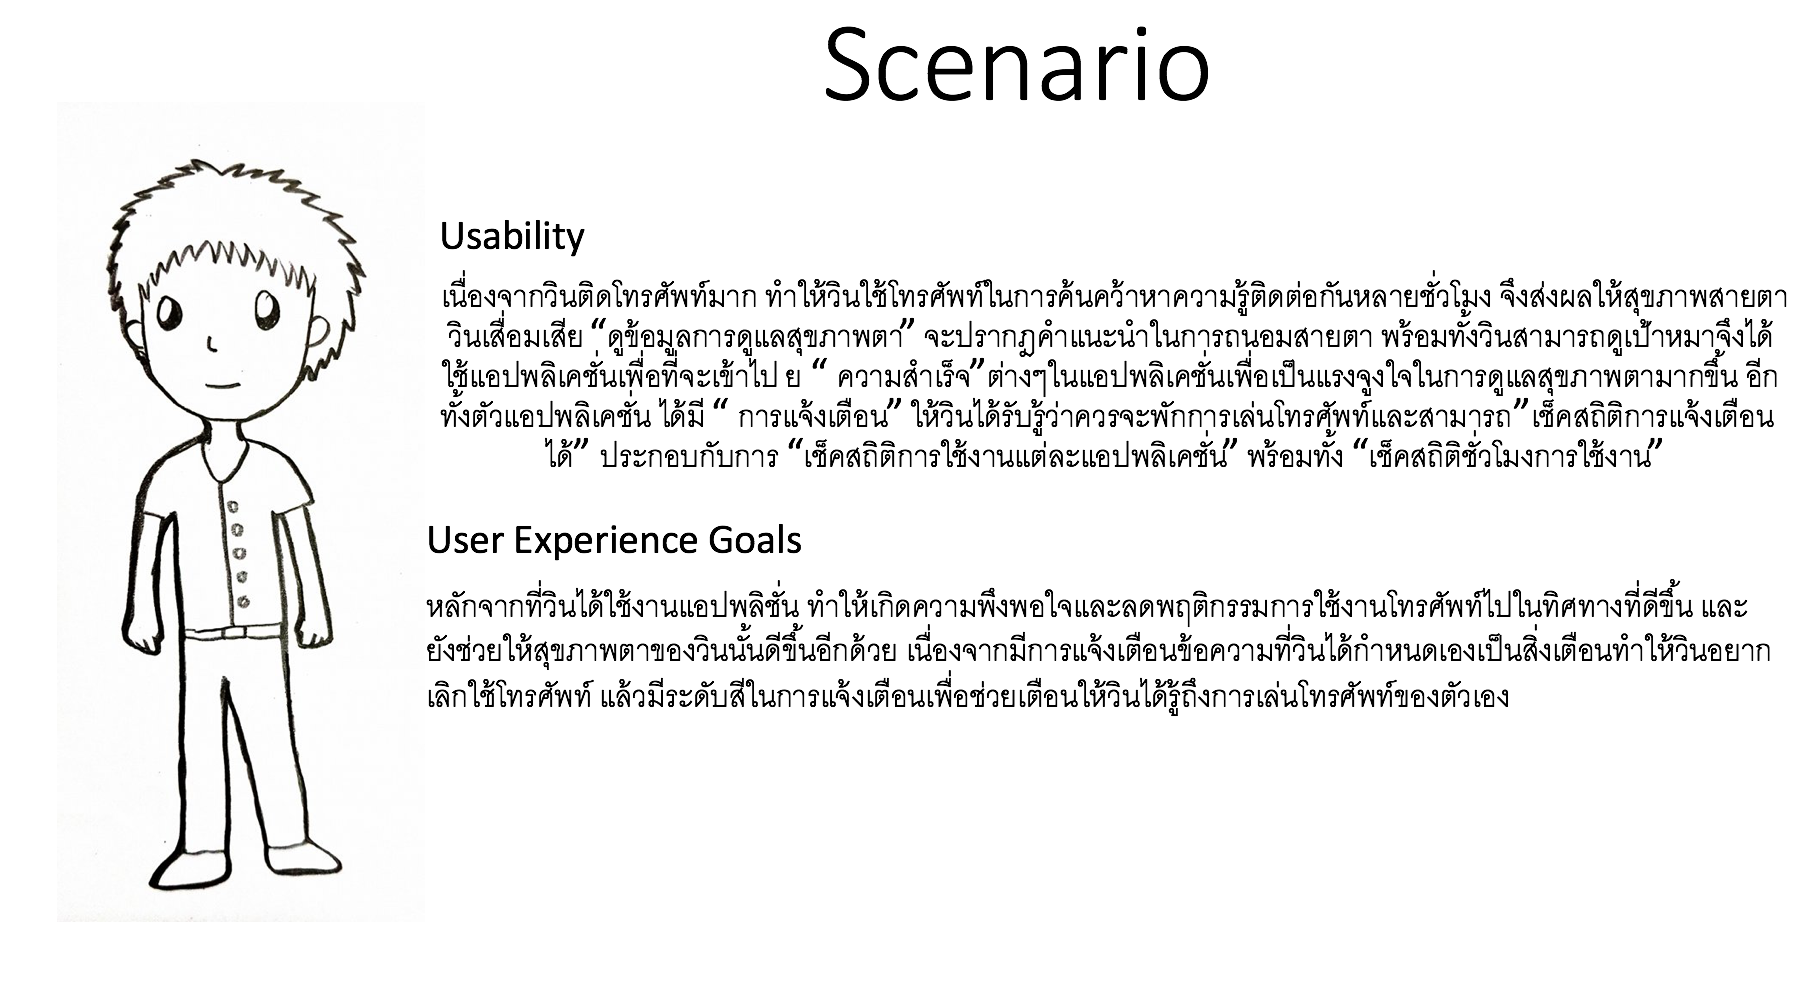 Scenario
Usability
เนื่องจากวินติดโทรศัพท์มาก ทำให้วินใช้โทรศัพท์ในการค้นคว้าหาความรู้ติดต่อกันหลายชั่วโมง จึงส่งผลให้สุขภาพสายตา
วินเสื่อมเสีย “ดูข้อมูลการดูแลสุขภาพตา” จะปรากฏคำแนะนำในการถนอมสายตา พร้อมทั้งวินสามารถดูเป้าหมาจึงได้
ใช้แอปพลิเคชั่นเพื่อที่จะเข้าไป ย “ ความสำเร็จ”ต่างๆในแอปพลิเคชั่นเพื่อเป็นแรงจูงใจในการดูแลสุขภาพตามากขึ้น อีก
ทั้งตัวแอปพลิเคชั่น ได้มี “ การแจ้งเตือน” ให้วินได้รับรู้ว่าควรจะพักการเล่นโทรศัพท์และสามารถ”เช็คสถิติการแจ้งเตือน
ได้” ประกอบกับการ “เช็คสถิติการใช้งานแต่ละแอปพลิเคชั่น” พร้อมทั้ง “เช็คสถิติชั่วโมงการใช้งาน”
User Experience Goals
หลักจากที่วินได้ใช้งานแอปพลิชั่น ทำให้เกิดความพึงพอใจและลดพฤติกรรมการใช้งานโทรศัพท์ไปในทิศทางที่ดีขึ้น และ
ยังช่วยให้สุขภาพตาของวินนั้นดีขึ้นอีกด้วย เนื่องจากมีการแจ้งเตือนข้อความที่วินได้กำหนดเองเป็นสิ่งเตือนทำให้วินอยาก
เลิกใช้โทรศัพท์ แล้วมีระดับสีในการแจ้งเตือนเพื่อช่วยเตือนให้วินได้รู้ถึงการเล่นโทรศัพท์ของตัวเอง